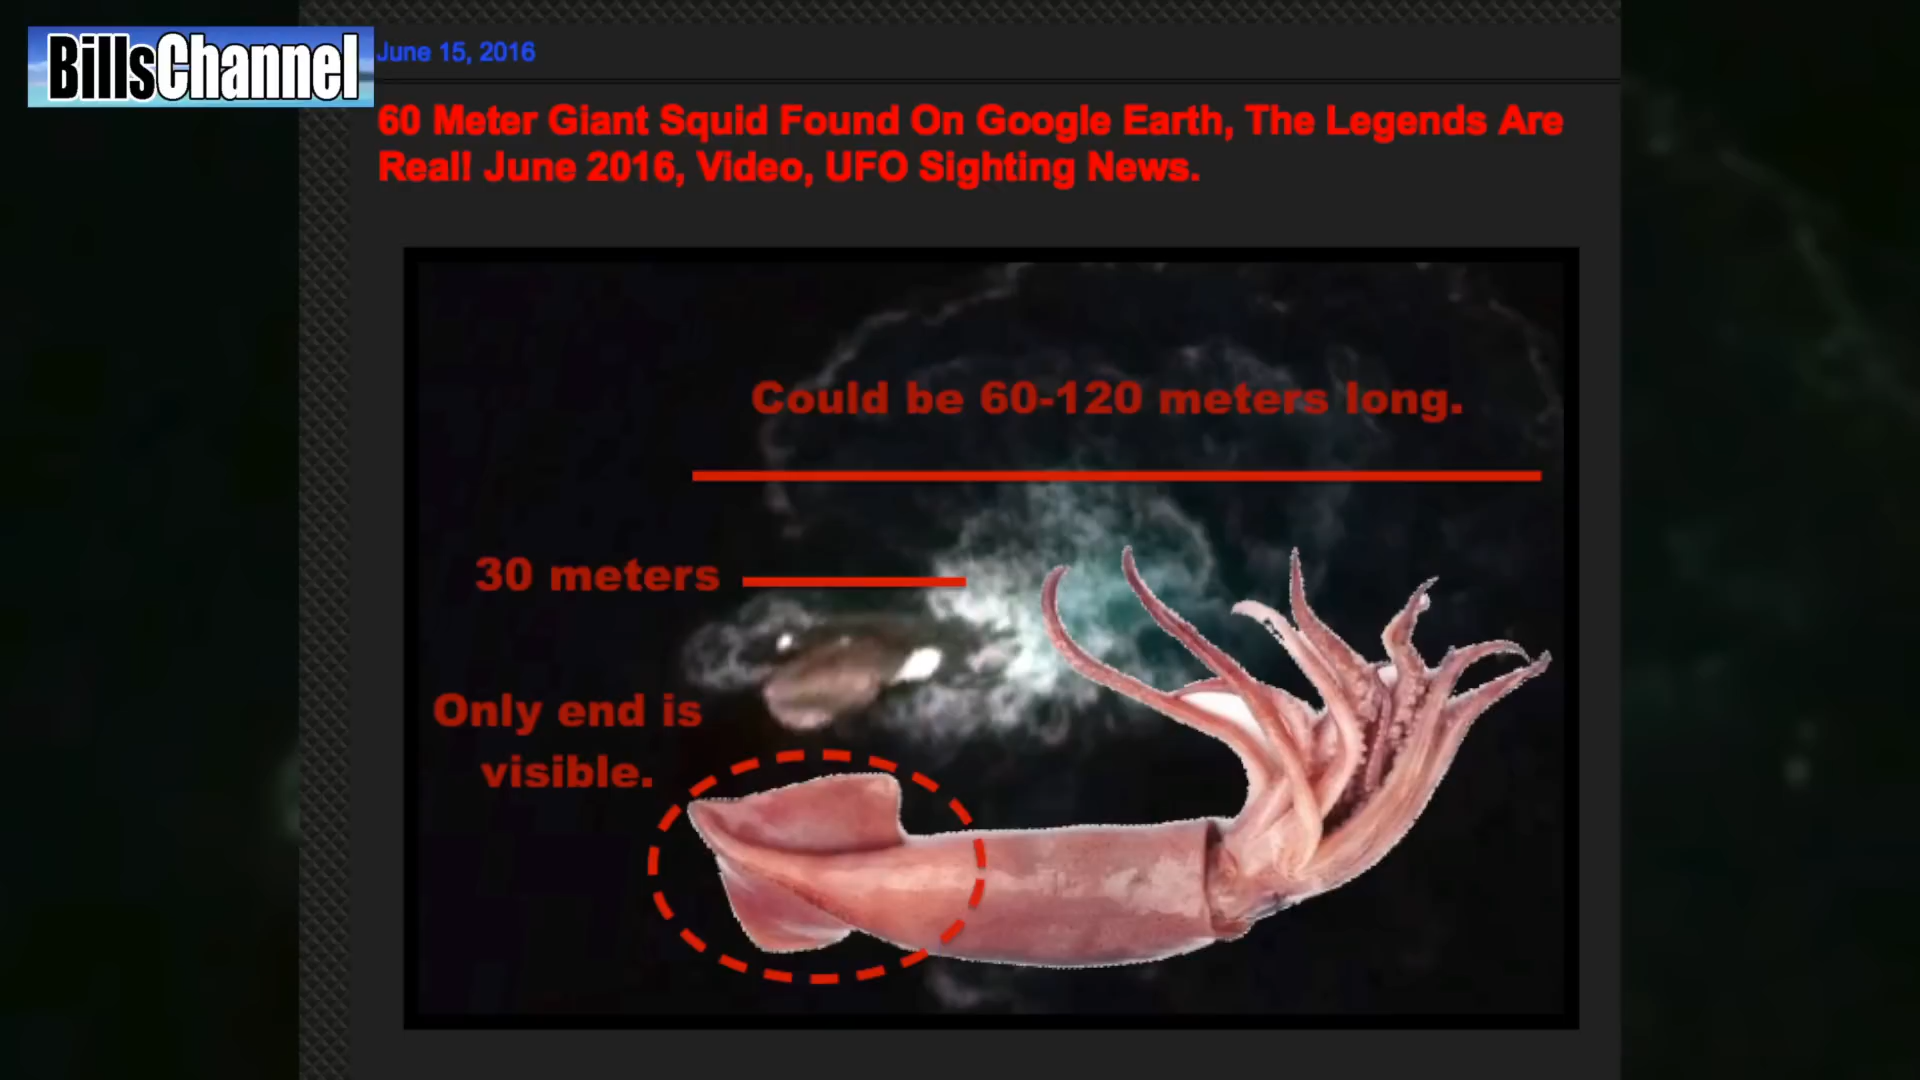 BillsChannel
June 15, 2016
60 Meter Giant Squid Found On Google Earth, The Legends Are
Real! June 2016, Video, UFO Sighting News.
Could be 60-120 meters long.
30 meters
Only end is
visible.